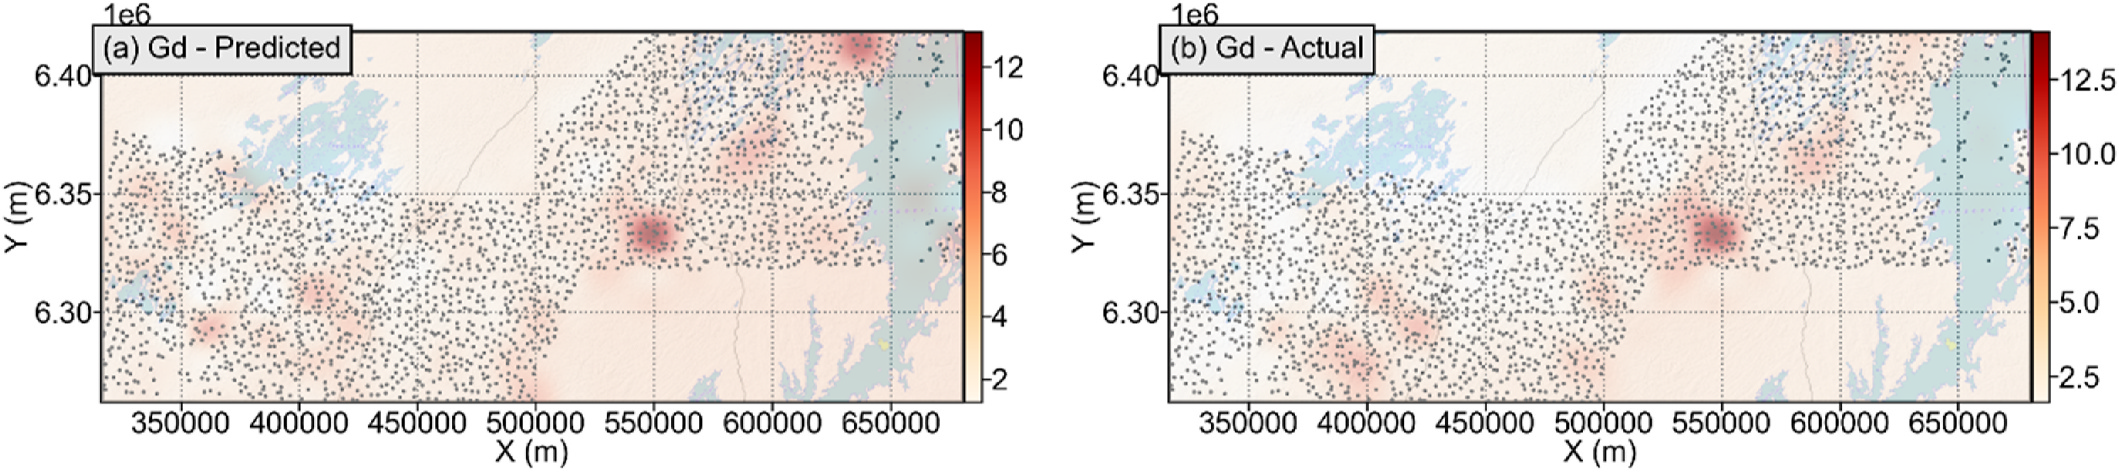 1e6
(a) Gd - Predicted
6.40
6.35
6.30
Y (m)
350000 400000 450000 500000 550000 600000 650000
X (m)
12
10
8
6
4
2
1e6
(b) Gd - Actual
6.40
6.35
6.30
Y (m)
350000 400000 450000 500000 550000 600000 650000
X (m)
12.5
10.0
7.5
5.0
2.5